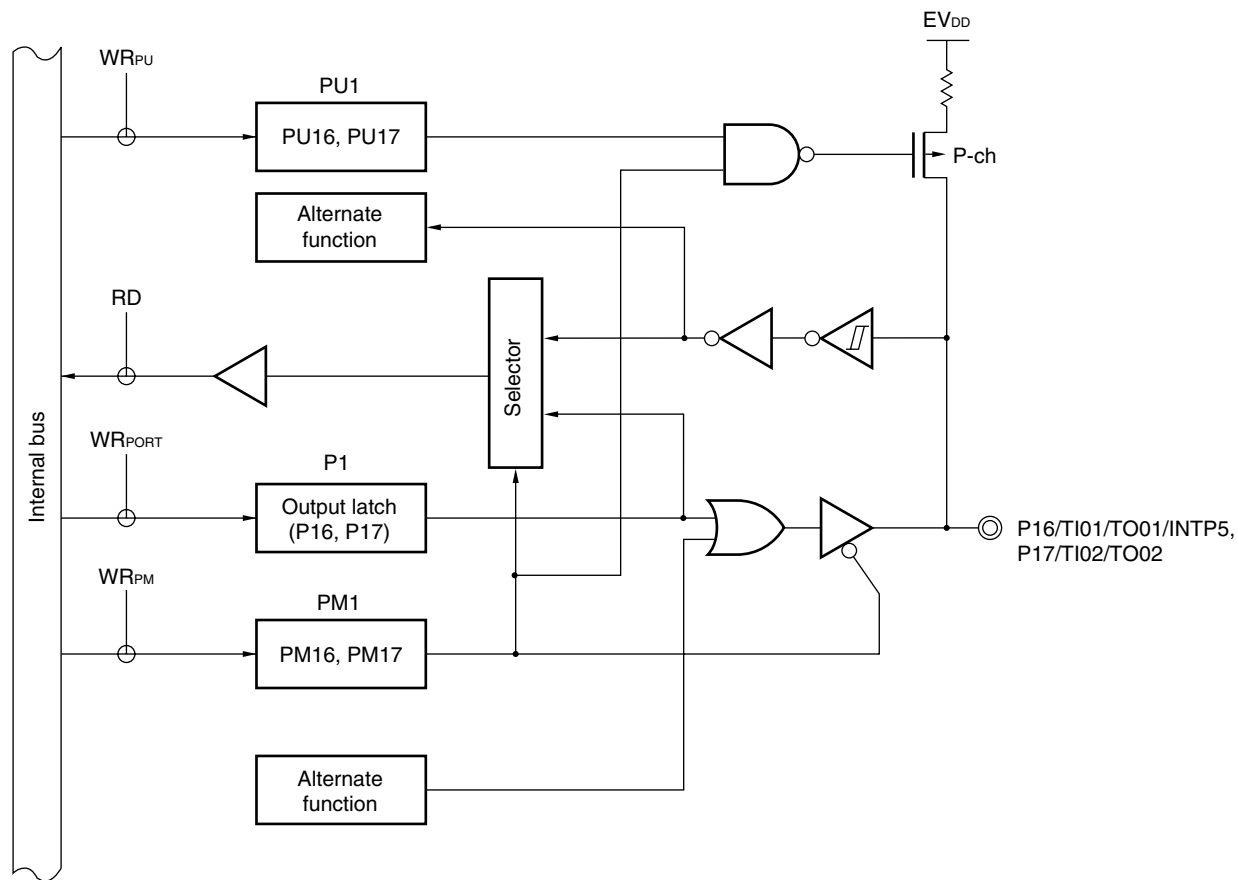 EVDD
WRPU
PU1
PU16, PU17
P-ch
Alternate
function
RD
Selector
Internal bus
WRPORT
P1
Output latch
(P16, P17)
P16/TI01/TO01/INTP5,
P17/TI02/TO02
WRPM
PM1
PM16, PM17
Alternate
function